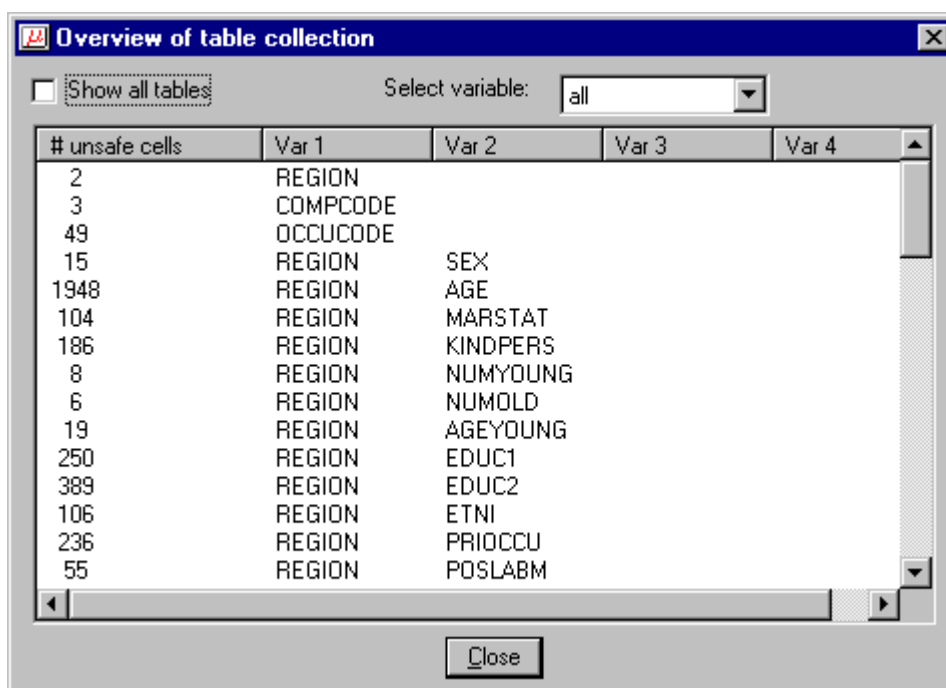 μ Overview of table collection
Show all tables Select variable: all
# unsafe cells Var 1 Var 2 Var 3 Var 4
2 REGION
3 COMPCODE
49 OCCUCODE
15 REGION SEX
1948 REGION AGE
104 REGION MARSTAT
186 REGION KINDPERS
8 REGION NUMYOUNG
6 REGION NUMOLD
19 REGION AGEYOUNG
250 REGION EDUC1
389 REGION EDUC2
106 REGION ETNI
236 REGION PRIOCCU
55 REGION POSLABM
Close